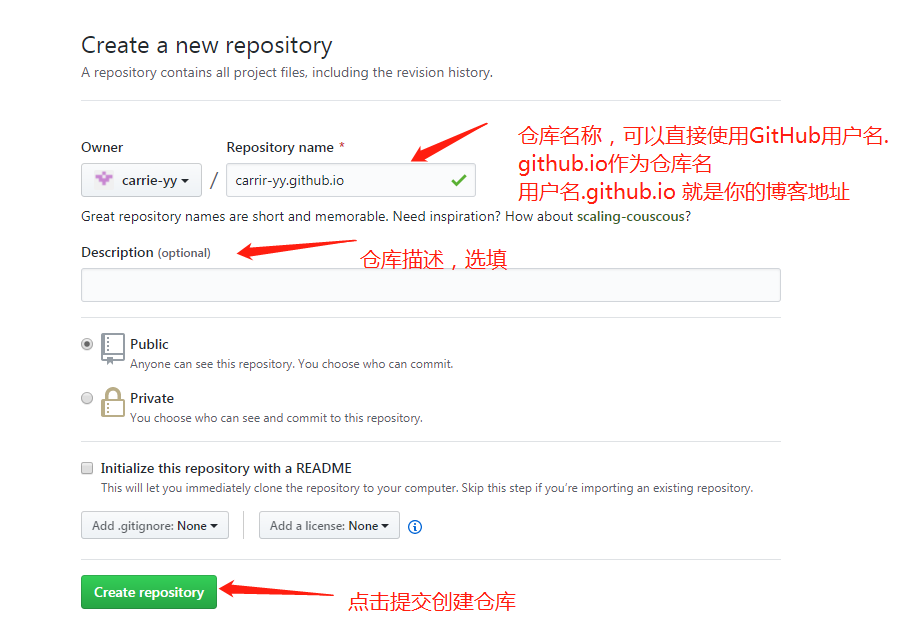 Create a new repository
A repository contains all project files, including the revision history.
Owner
Repository name *
carrie-yy
/
carrir-yy.github.io
仓库名称，可以直接使用GitHub用户名.
github.io作为仓库名
用户名.github.io 就是你的博客地址
Great repository names are short and memorable. Need inspiration? How about scaling-couscous?
Description (optional)
仓库描述，选填
Public
Anyone can see this repository. You choose who can commit.
Private
You choose who can see and commit to this repository.
Initialize this repository with a README
This will let you immediately clone the repository to your computer. Skip this step if you’re importing an existing repository.
Add .gitignore: None
Add a license: None
Create repository
点击提交创建仓库